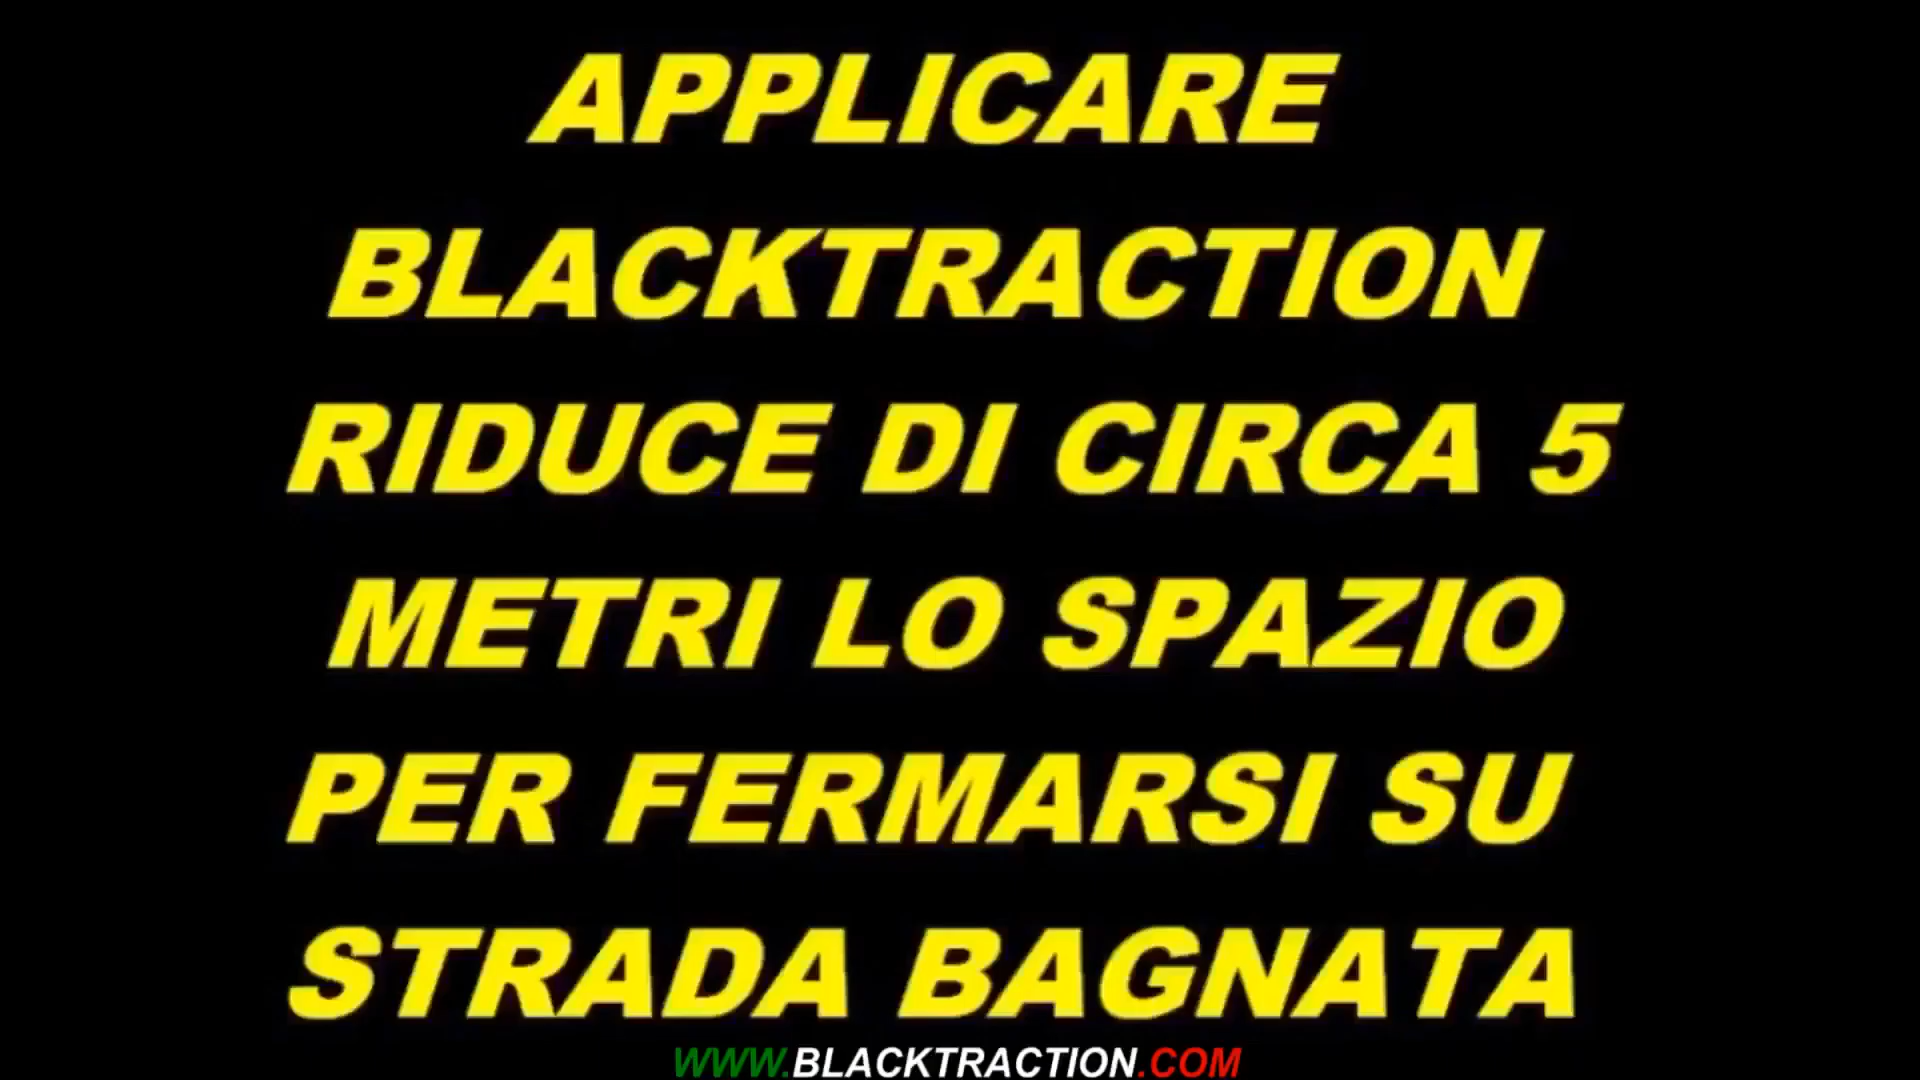 APPLICARE
BLACKTRACTION
RIDUCE DI CIRCA 5
METRI LO SPAZIO
PER FERMARSI SU
STRADA BAGNATA
WWW.BLACKTRACTION.COM